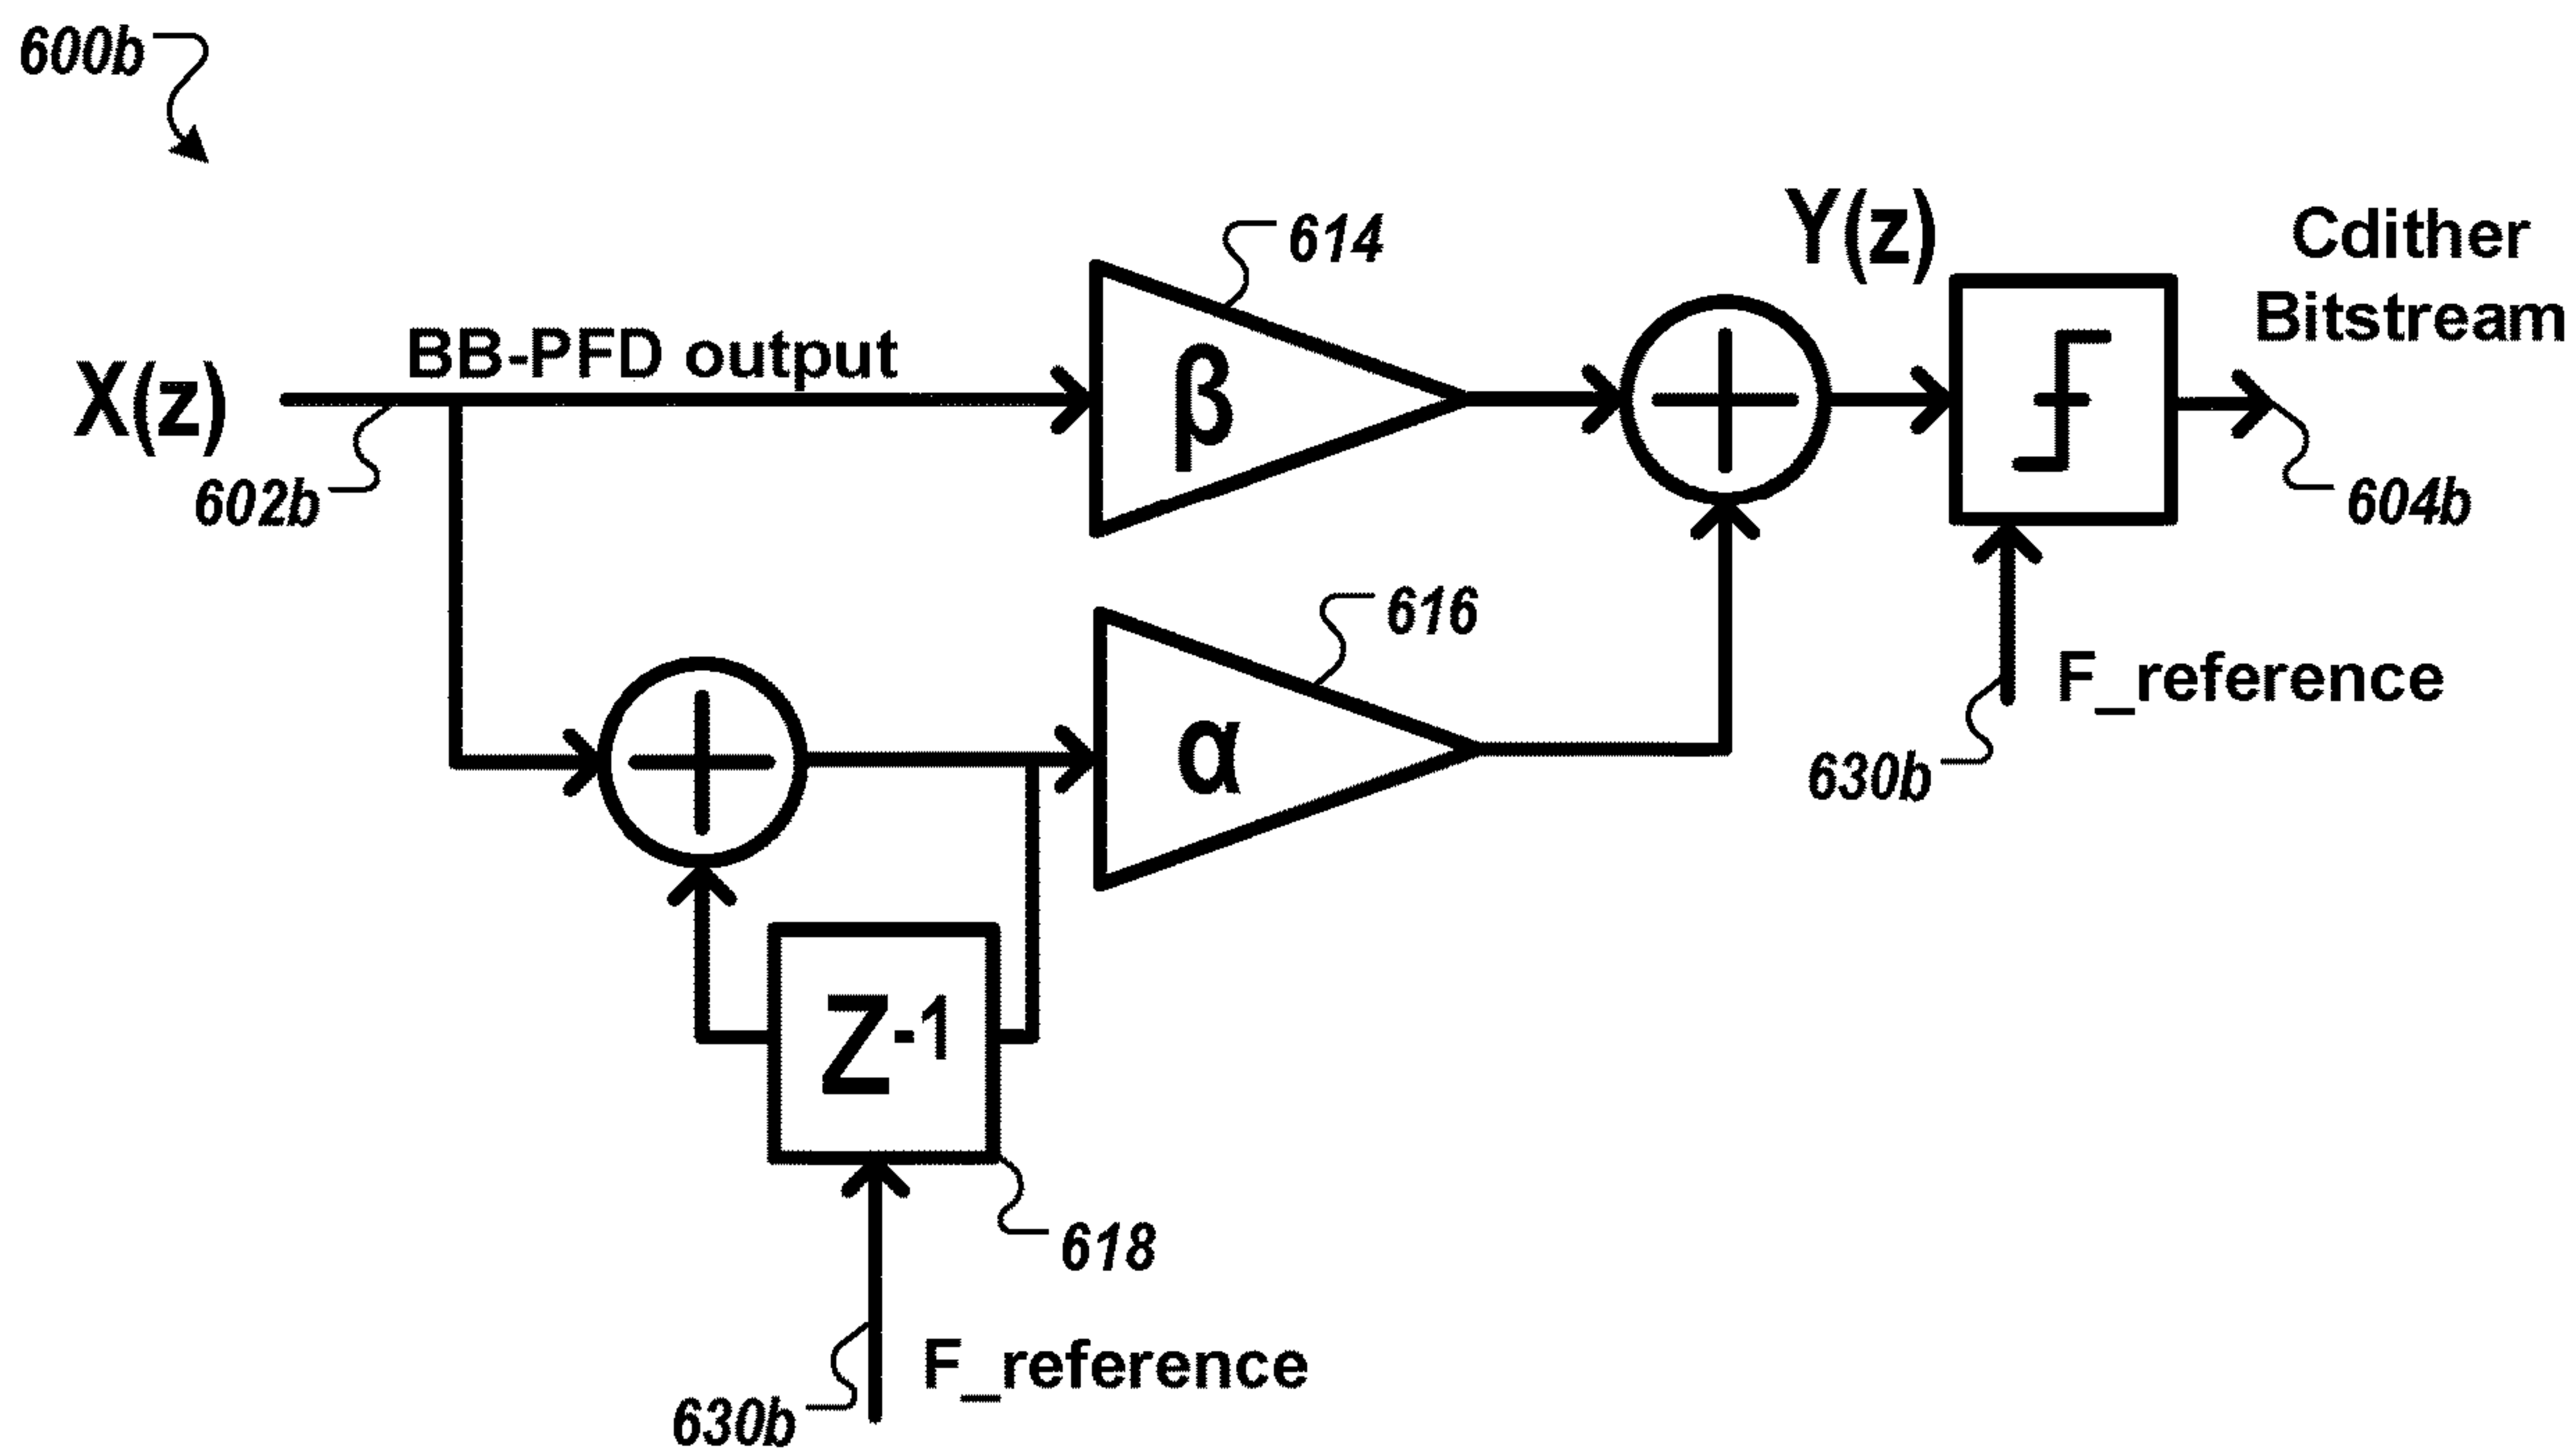 600b
614
Y(z)
Cdither
Bitstream
X(z)
BB-PFD output
β
602b
604b
616
F_reference
630b
α
Z-1
618
F_reference
630b